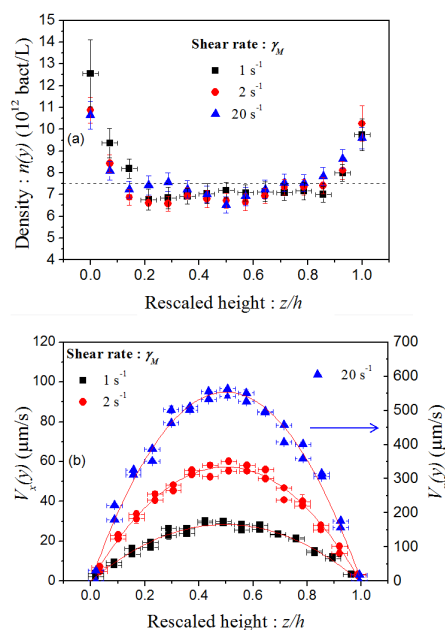 15
14
13
12
11
10
9
8
7
6
5
Density : n(y) (10¹² bact/L)
Shear rate : γ_M
1 s⁻¹
2 s⁻¹
20 s⁻¹
(a)
0.0 0.2 0.4 0.6 0.8 1.0
Rescaled height : z/h
120
100
80
60
40
20
0
Vₓ(y) (µm/s)
Shear rate : γ_M
1 s⁻¹
2 s⁻¹
20 s⁻¹
(b)
700
600
500
400
300
200
100
0
Vₓ(y) (µm/s)
0.0 0.2 0.4 0.6 0.8 1.0
Rescaled height : z/h